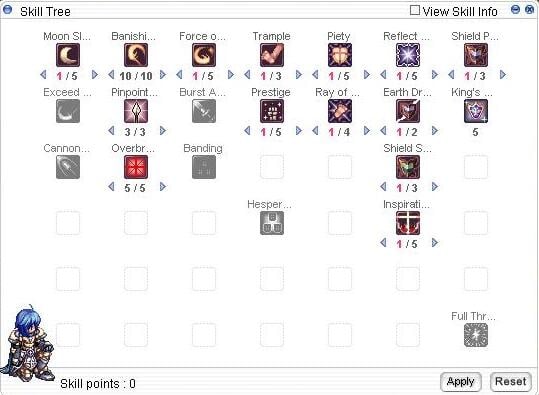 Skill Tree
View Skill Info
Moon Sl... Banishi... Force o... Trample Piety Reflect ... Shield P...
1 / 5 10 / 10 1 / 5 1 / 3 1 / 5 1 / 5 1 / 3
Exceed ... Pinpoint... Burst A... Prestige Ray of ... Earth Dr... King's ...
3 / 3 1 / 5 1 / 4 1 / 2 5
Cannon... Overbr... Banding Shield S...
5 / 5 1 / 3
Hesper... Inspirati...
1 / 5
Full Thr...
Skill points : 0
Apply Reset